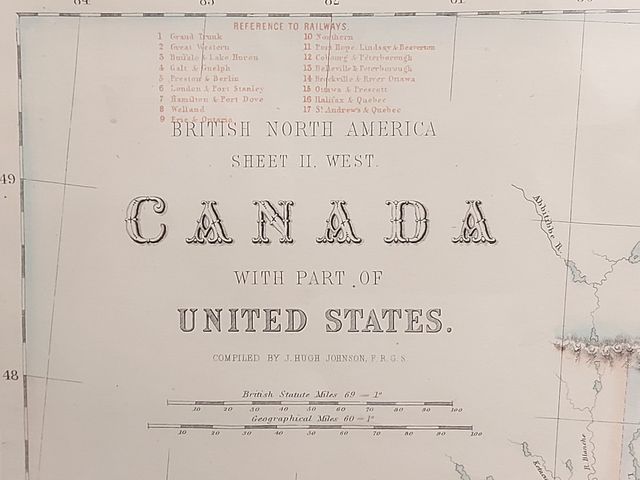 84
83
82
81
REFERENCE TO RAILWAYS.
1 Grand Trunk
2 Great Western
3 Buffalo & Lake Huron
4 Galt & Guelph
5 Preston & Berlin
6 London & Port Stanley
7 Hamilton & Port Dove
8 Welland
9 Erie & Ontario
10 Northern
11 Port Hope, Lindsay & Beaverton
12 Cobourg & Peterborough
13 Belleville & Peterborough
14 Brockville & River Ottawa
15 Ottawa & Prescott
16 Halifax & Quebec
17 St Andrew's & Quebec
BRITISH NORTH AMERICA
SHEET II. WEST.
49
CANADA
Abbitibbe R.
WITH PART OF
UNITED STATES.
COMPILED BY J. HUGH JOHNSON, F.R.G.S
48
British Statute Miles 69 = 1°
10 20 30 40 50 60 70 80 90 100
Geographical Miles 60 = 1°
10 20 30 40 50 60 70 80 90 100
R. Blanche